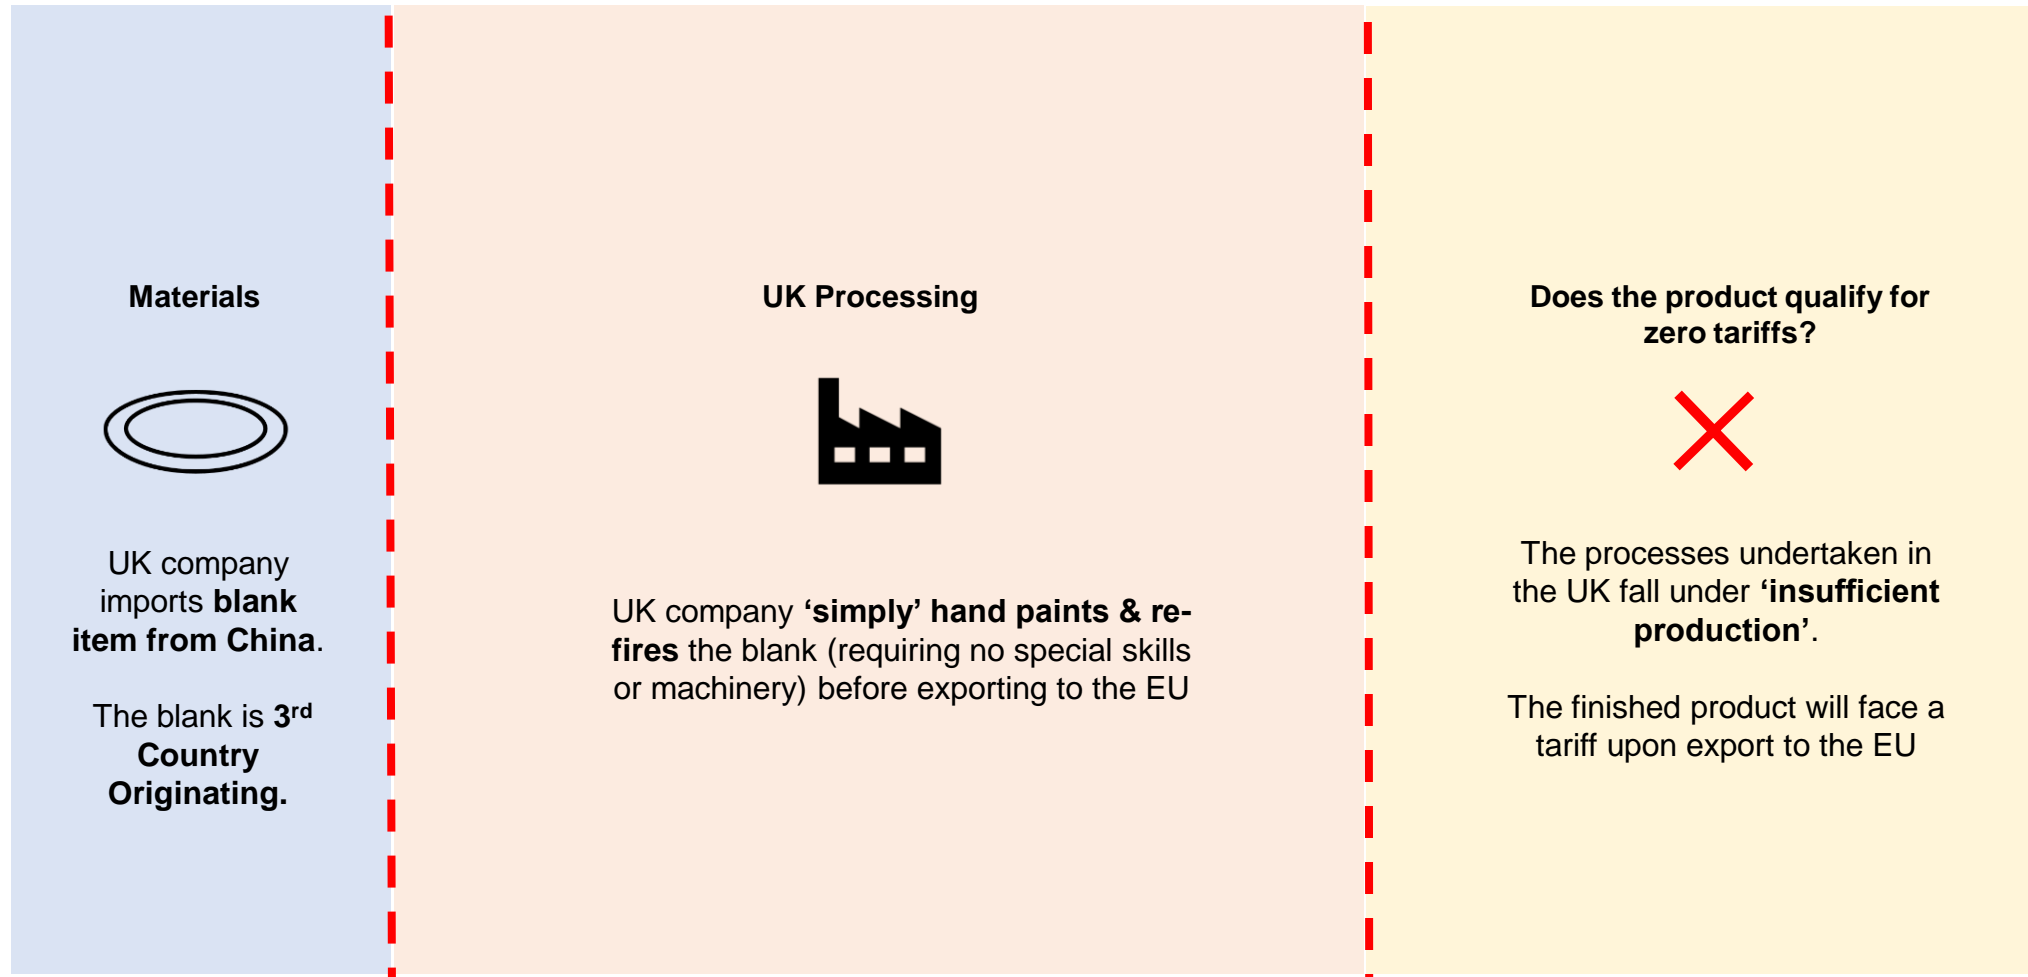 Materials
UK company
imports blank
item from China.
The blank is 3rd
Country
Originating.
UK Processing
UK company ‘simply’ hand paints & re-
fires the blank (requiring no special skills
or machinery) before exporting to the EU
Does the product qualify for
zero tariffs?
The processes undertaken in
the UK fall under ‘insufficient
production’.
The finished product will face a
tariff upon export to the EU